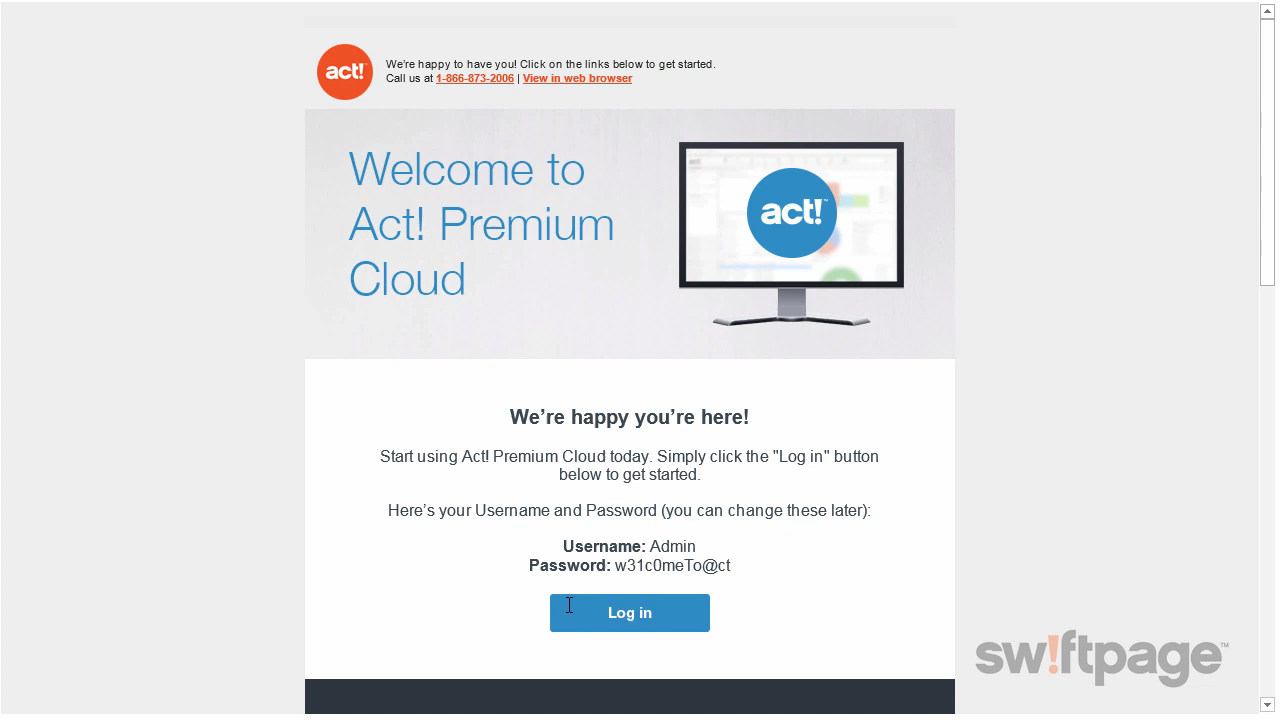 act!
We're happy to have you! Click on the links below to get started.
Call us at 1-866-873-2006 | View in web browser
Welcome to
Act! Premium
Cloud
act!™
We’re happy you’re here!
Start using Act! Premium Cloud today. Simply click the "Log in" button
below to get started.
Here’s your Username and Password (you can change these later):
Username: Admin
Password: w31c0meTo@ct
Log in
sw!ftpage™